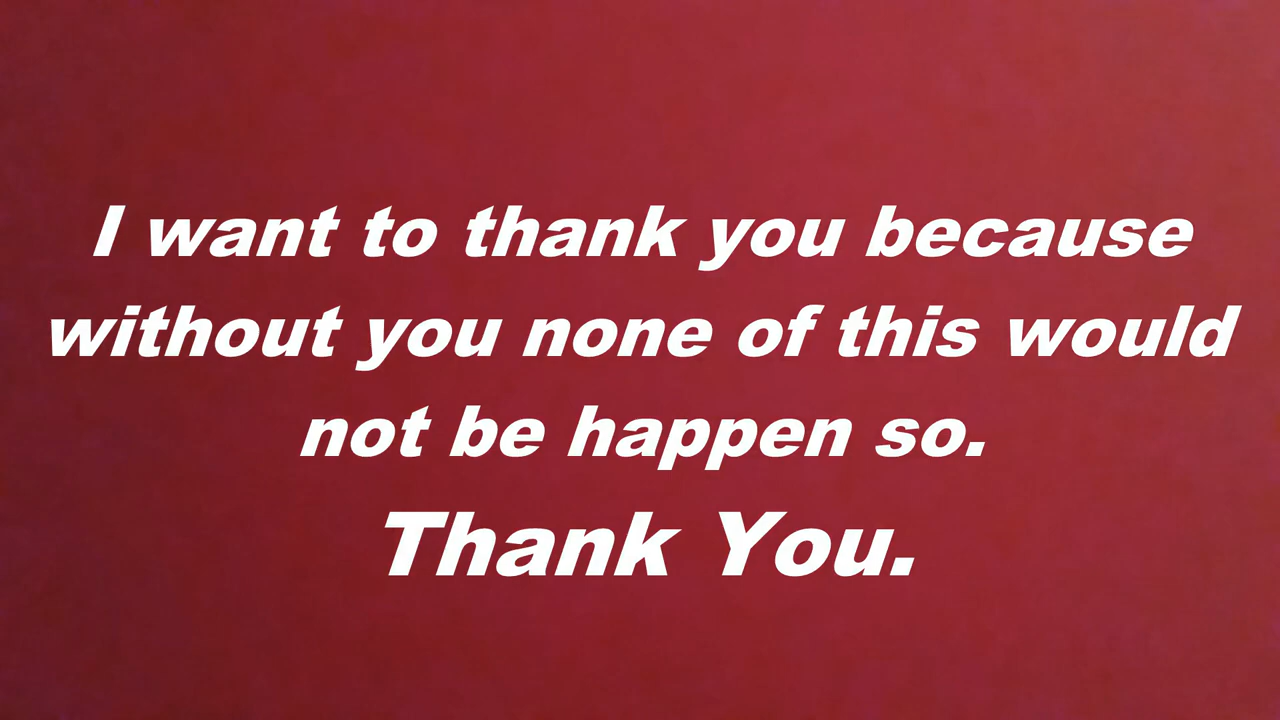 I want to thank you because
without you none of this would
not be happen so.
Thank You.